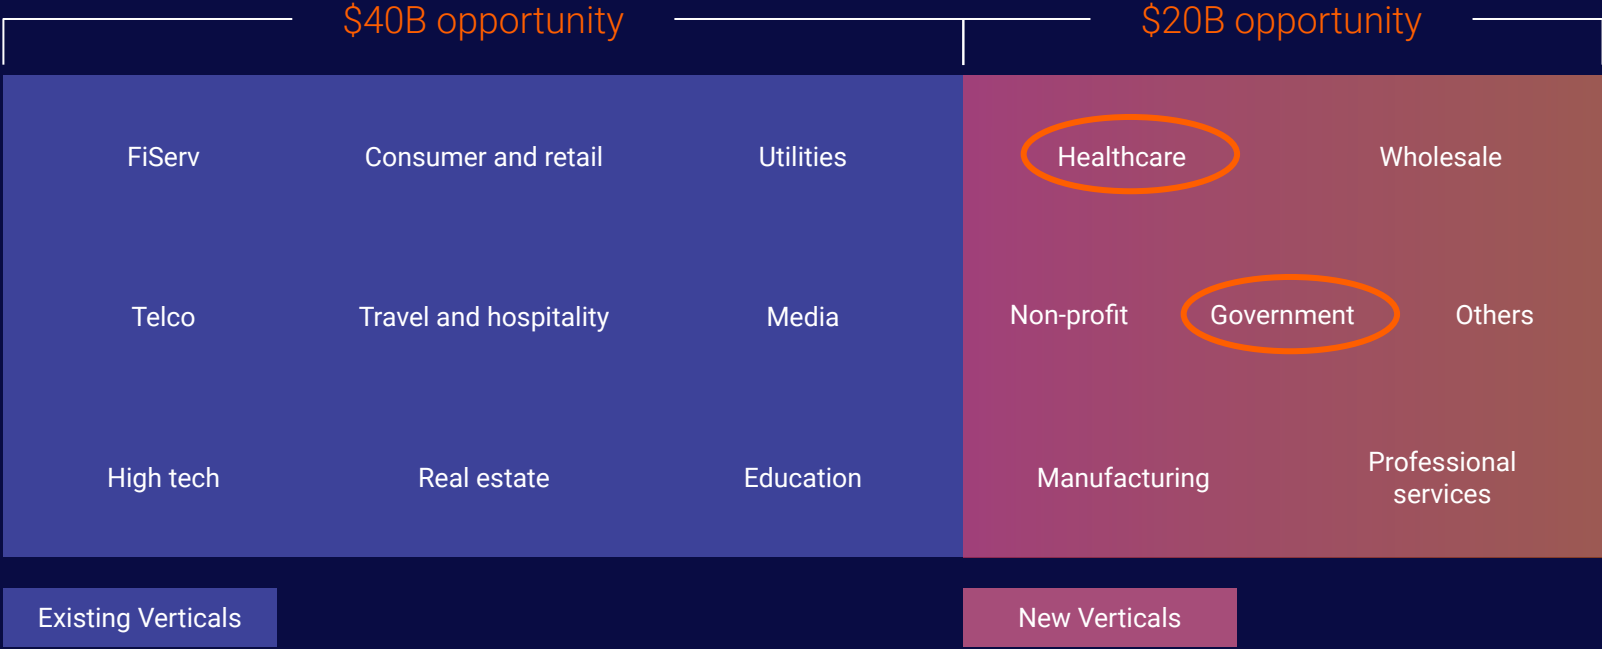 $40B opportunity
$20B opportunity
FiServ
Consumer and retail
Utilities
Healthcare
Wholesale
Telco
Travel and hospitality
Media
Non-profit
Government
Others
High tech
Real estate
Education
Manufacturing
Professional
services
Existing Verticals
New Verticals